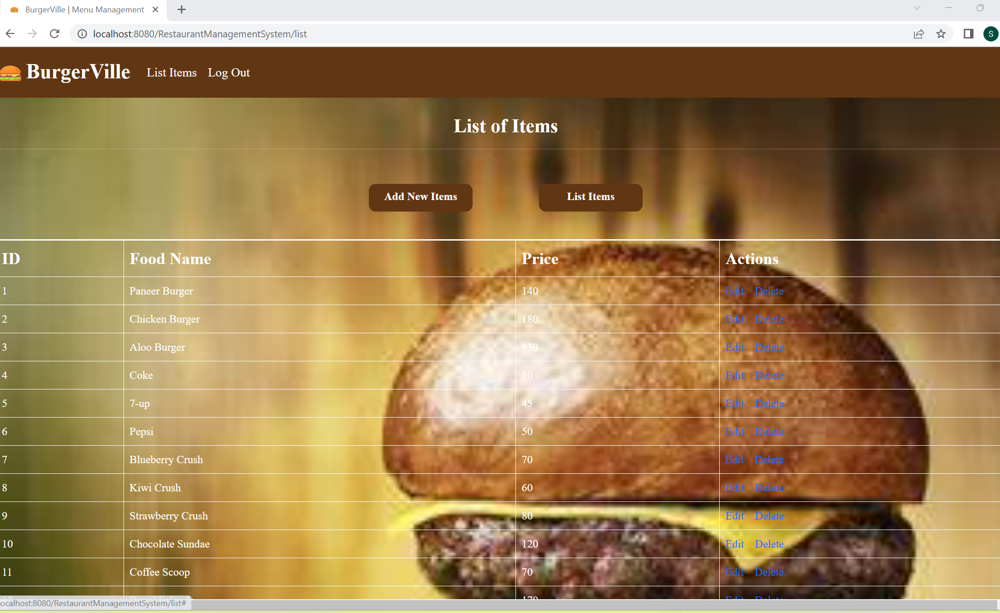 BurgerVille | Menu Management
localhost:8080/RestaurantManagementSystem/list
S
BurgerVille List Items Log Out
List of Items
Add New Items List Items
ID Food Name Price Actions
1 Paneer Burger 140 Edit Delete
2 Chicken Burger 180 Edit Delete
3 Aloo Burger 130 Edit Delete
4 Coke 50 Edit Delete
5 7-up 45 Edit Delete
6 Pepsi 50 Edit Delete
7 Blueberry Crush 70 Edit Delete
8 Kiwi Crush 60 Edit Delete
9 Strawberry Crush 80 Edit Delete
10 Chocolate Sundae 120 Edit Delete
11 Coffee Scoop 70 Edit Delete
170 Edit Delete
ocalhost:8080/RestaurantManagementSystem/list#